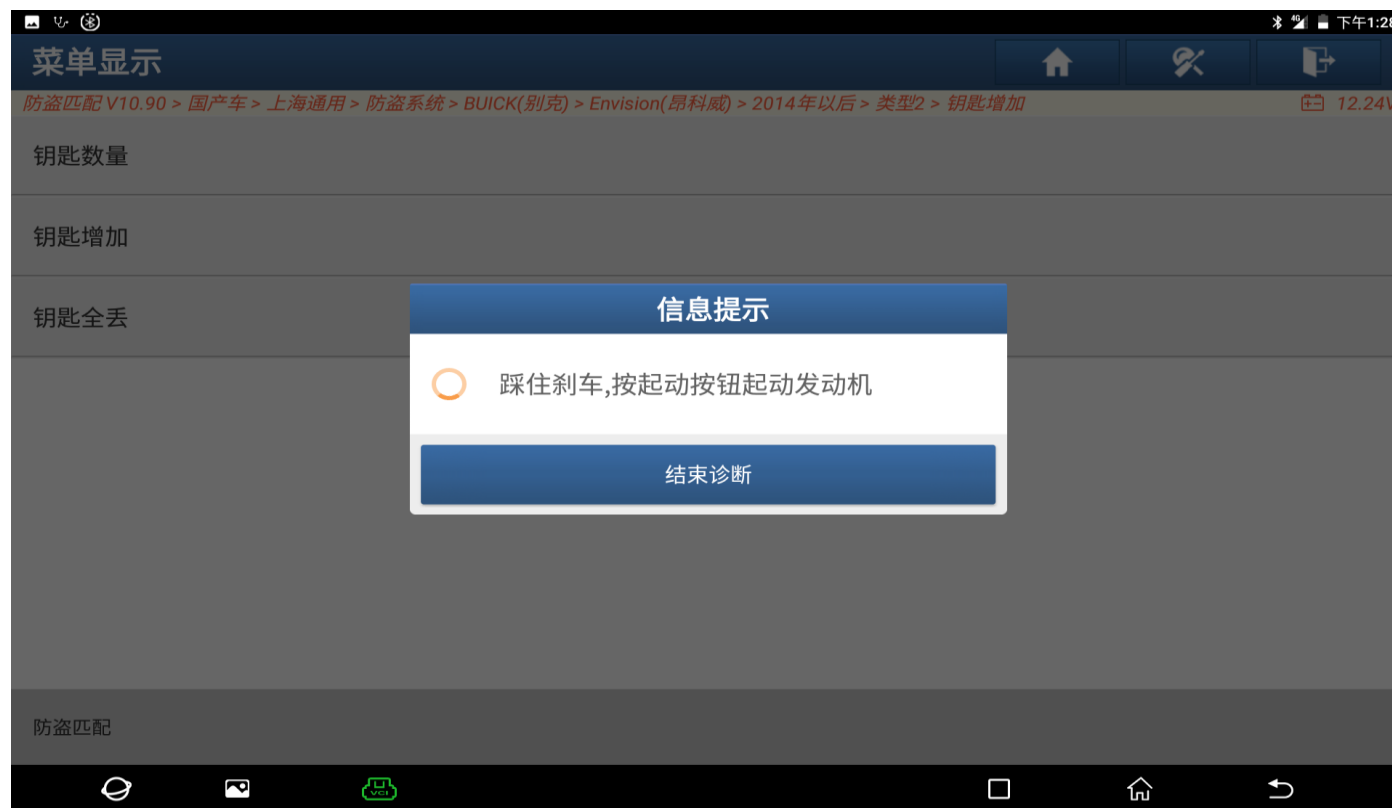 4G 下午1:28
菜单显示
防盗匹配 V10.90 > 国产车 > 上海通用 > 防盗系统 > BUICK(别克) > Envision(昂科威) > 2014年以后 > 类型2 > 钥匙增加 12.24V
钥匙数量
钥匙增加
钥匙全丢
信息提示
踩住刹车,按起动按钮起动发动机
结束诊断
防盗匹配
VCI